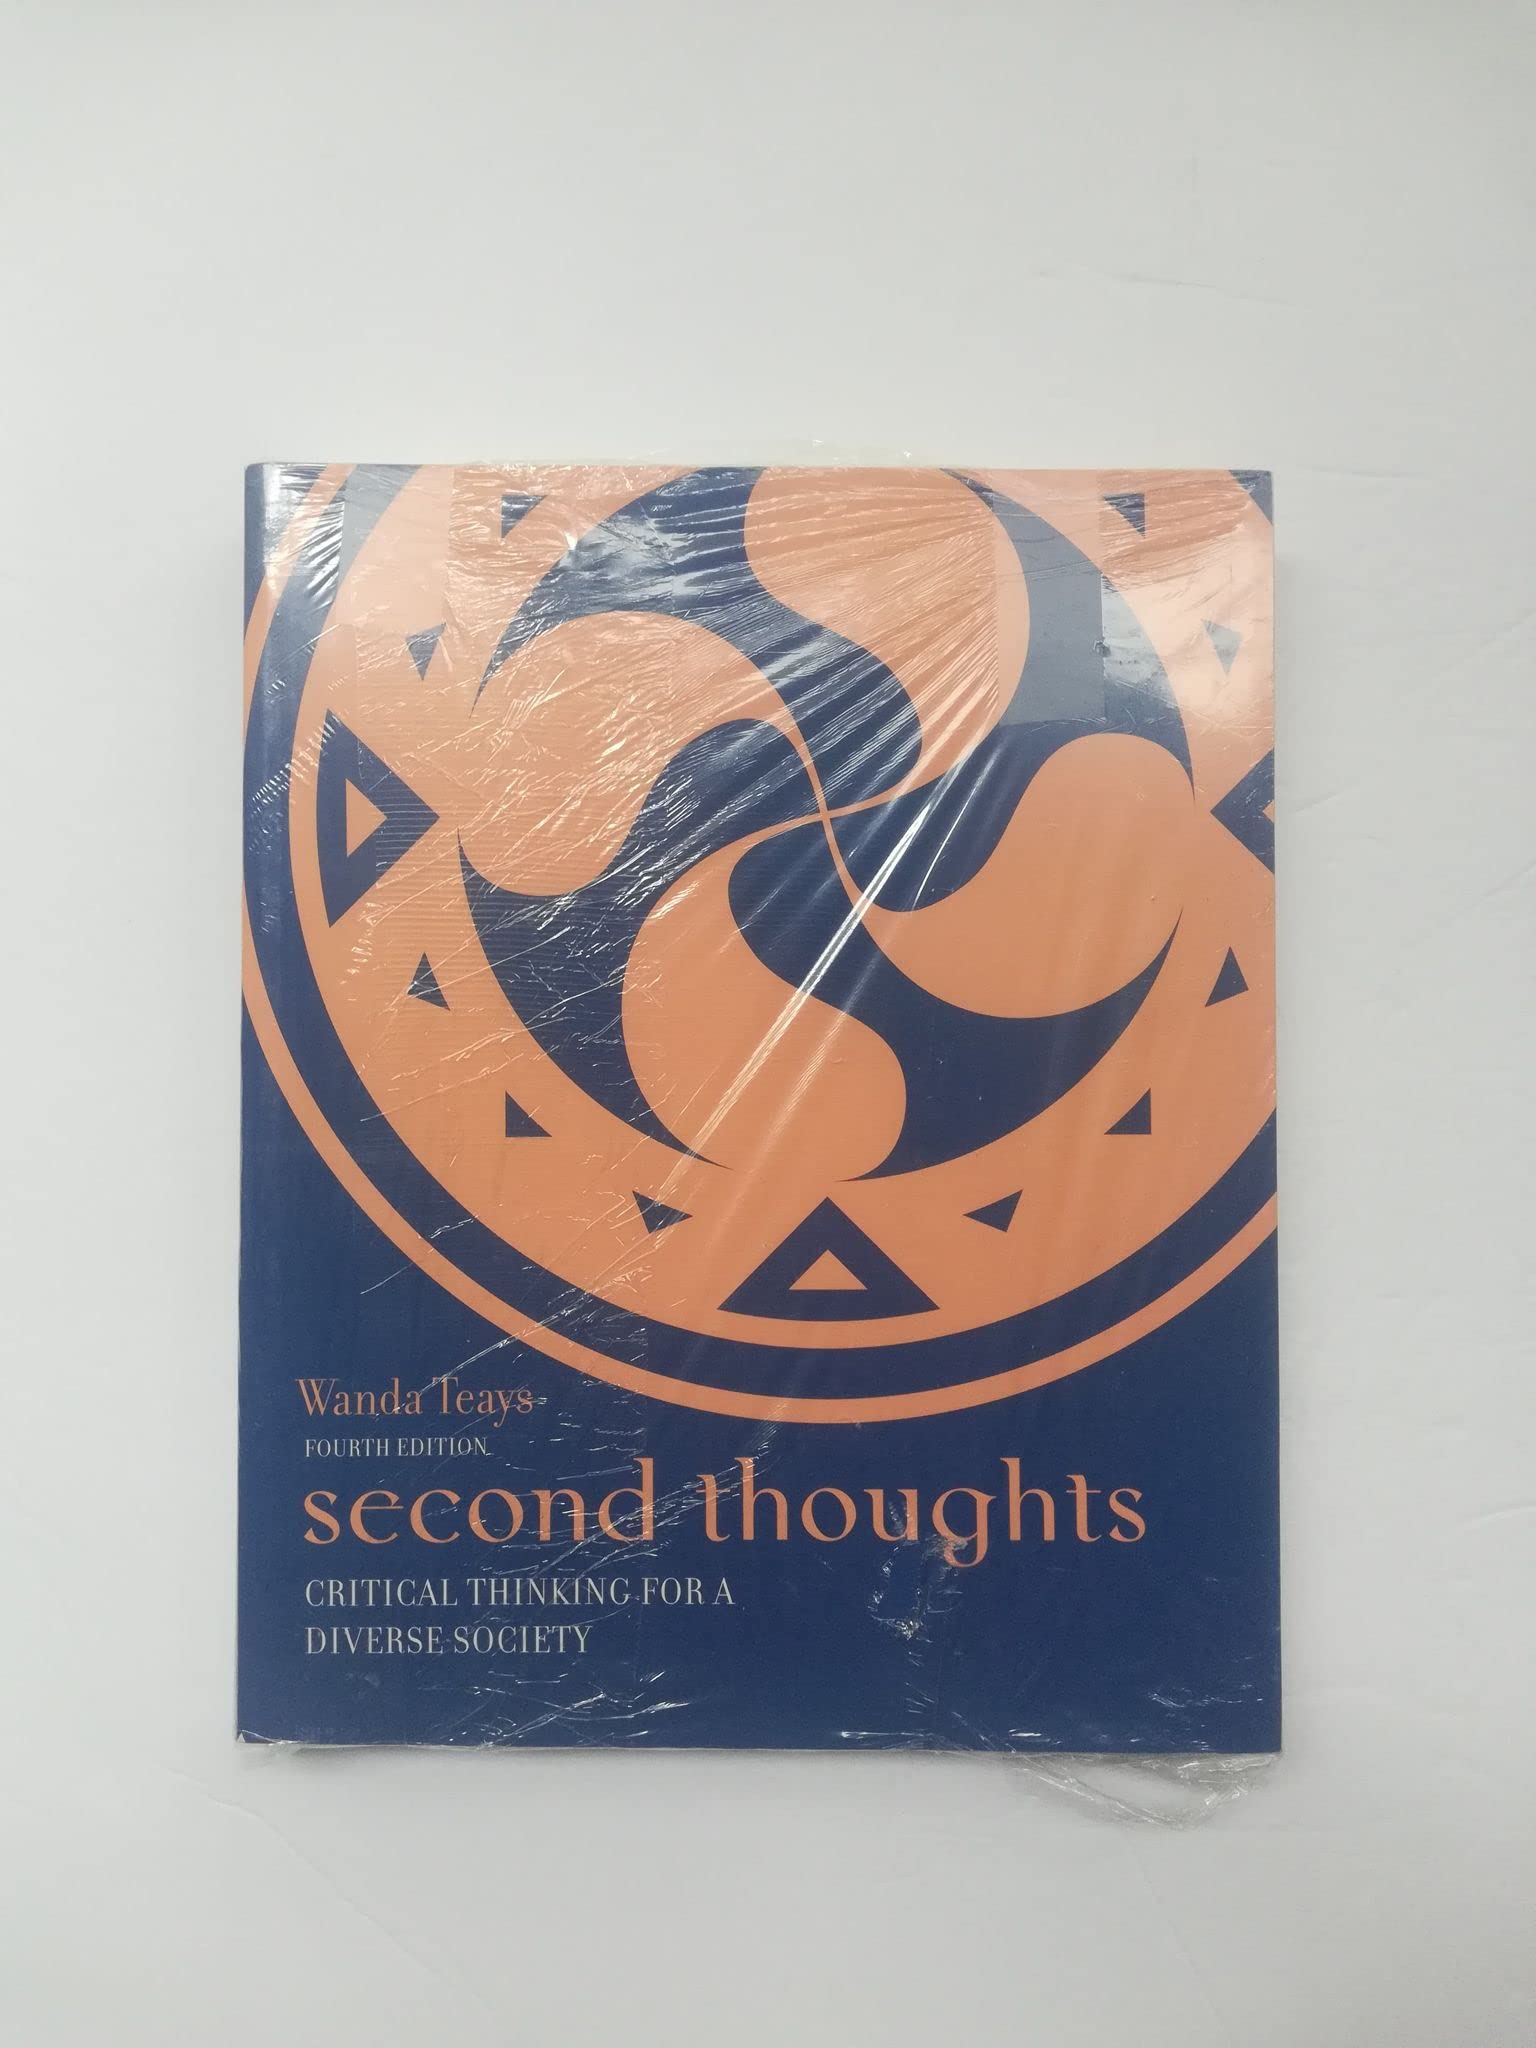 Wanda Teays
FOURTH EDITION
second thoughts
CRITICAL THINKING FOR A
DIVERSE SOCIETY